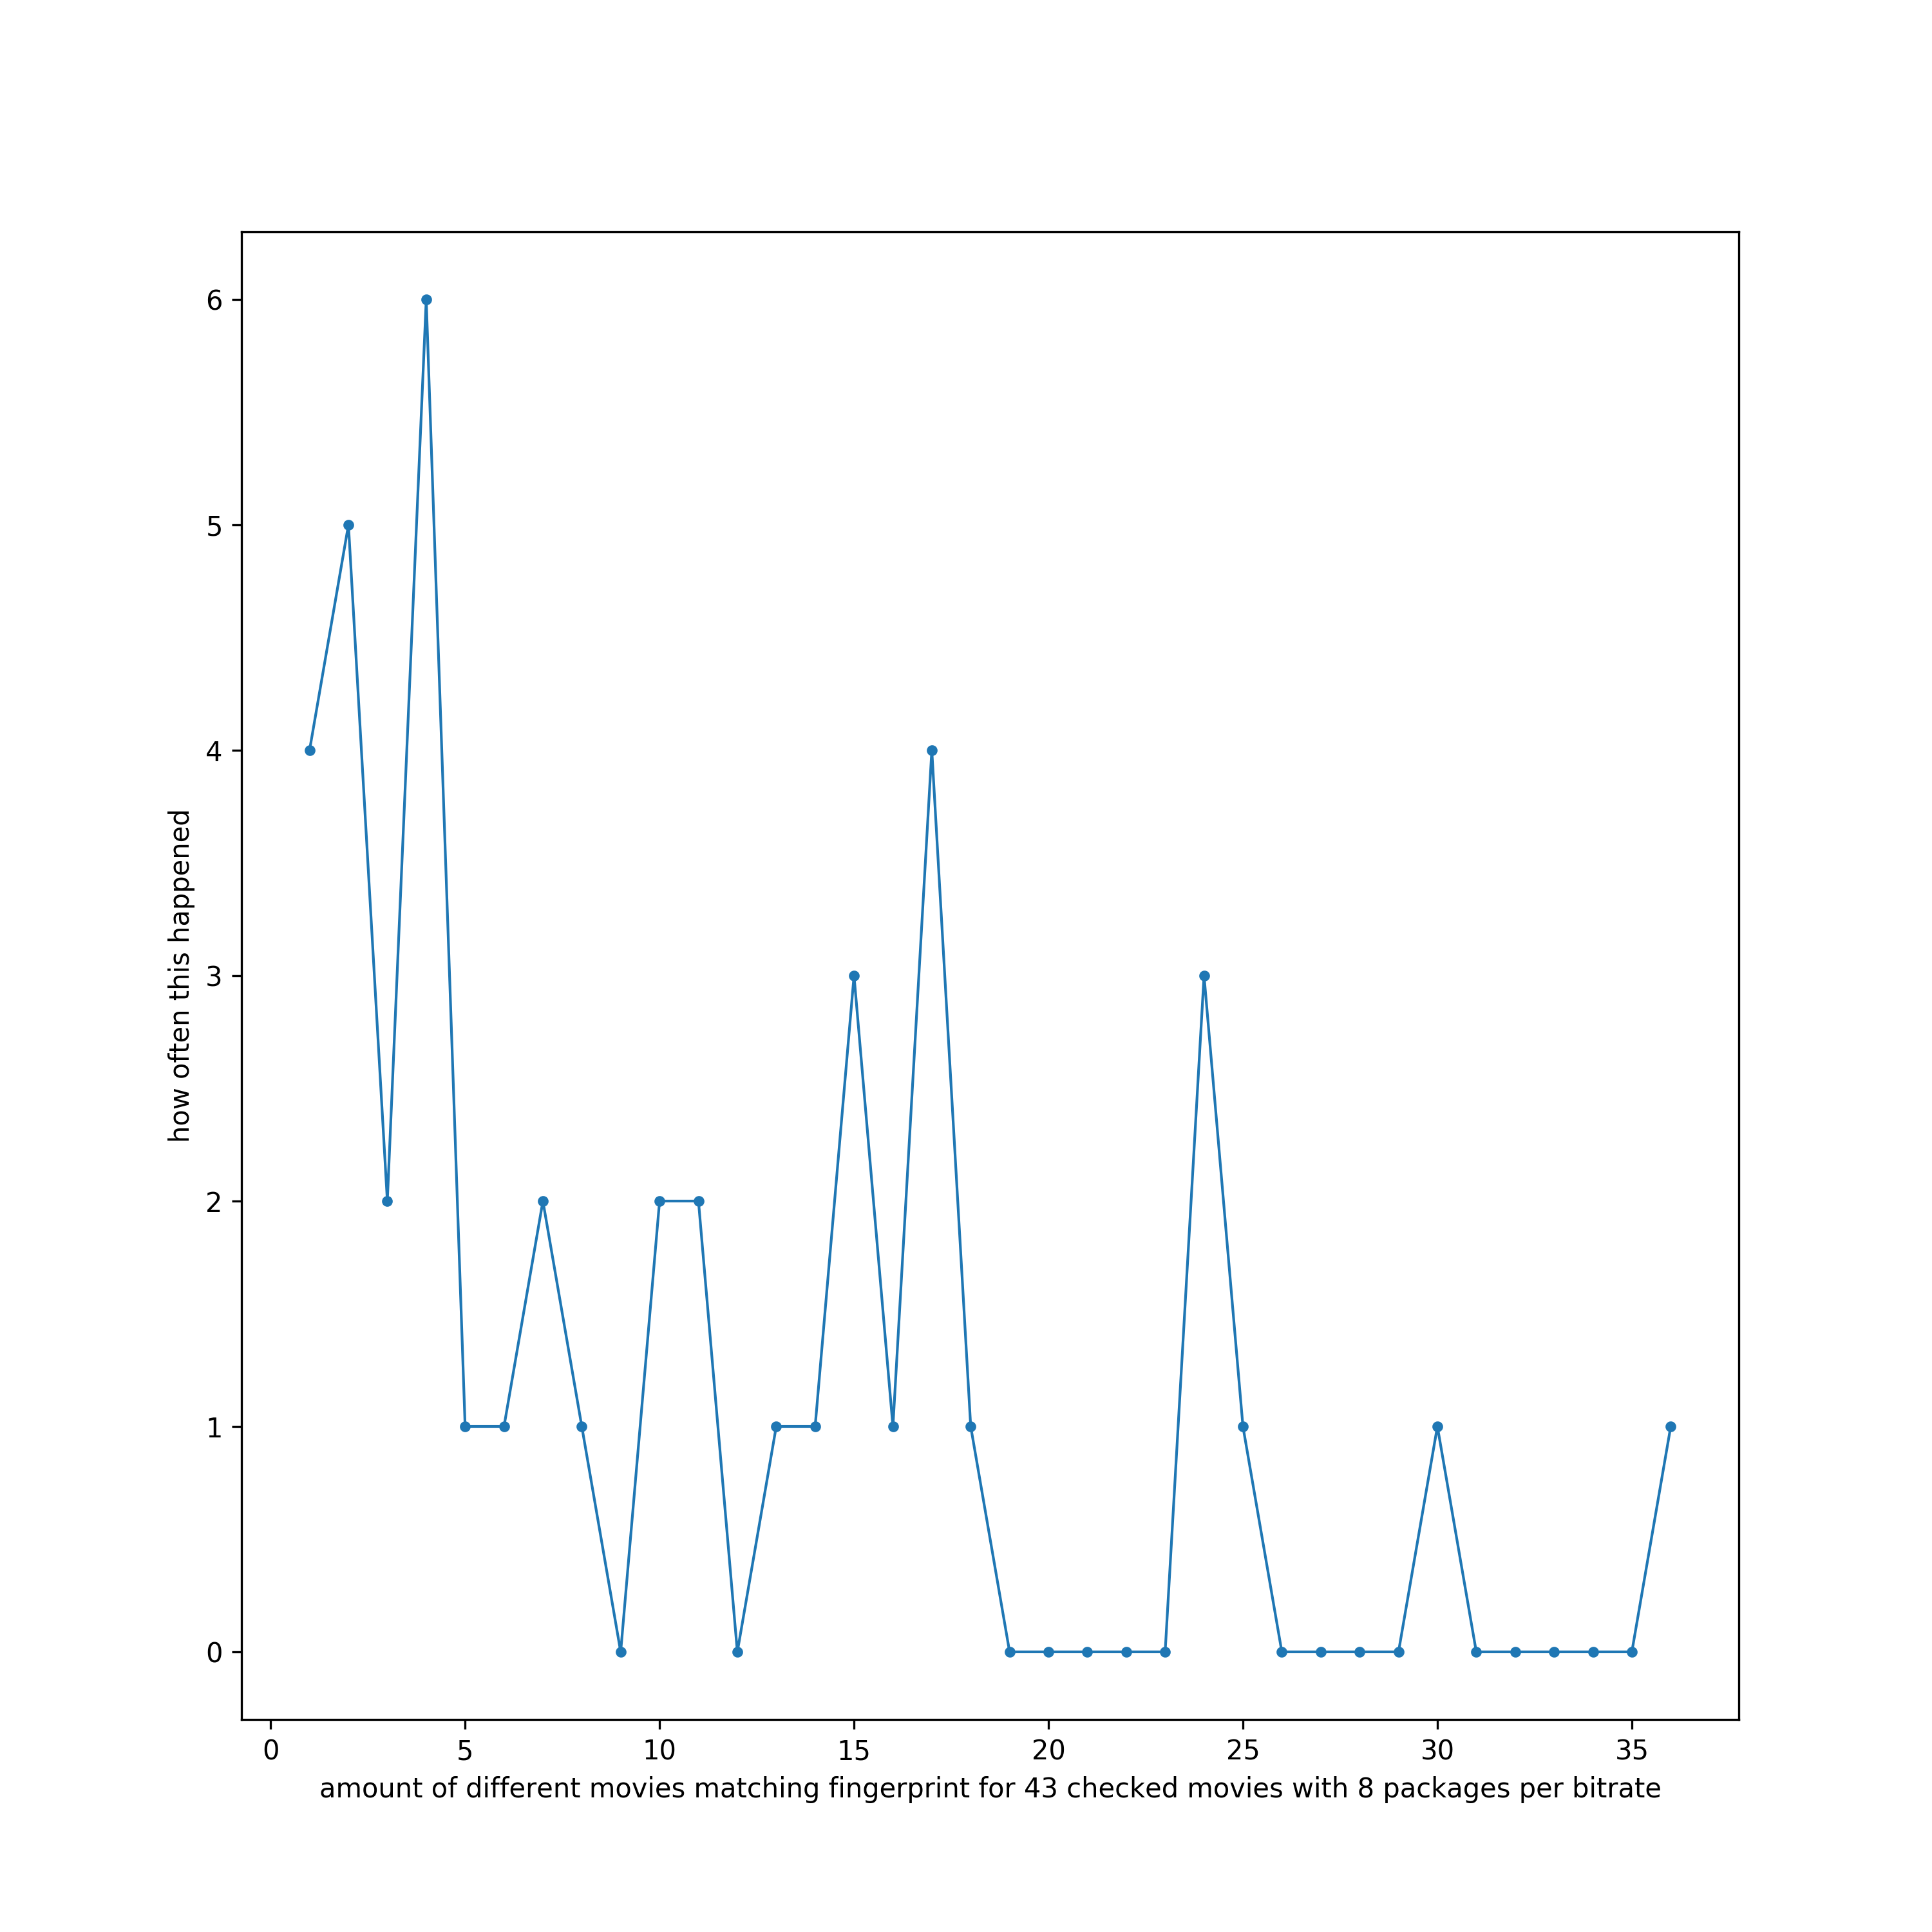 6
5
4
3
2
1
0
how often this happened
0 5 10 15 20 25 30 35
amount of different movies matching fingerprint for 43 checked movies with 8 packages per bitrate